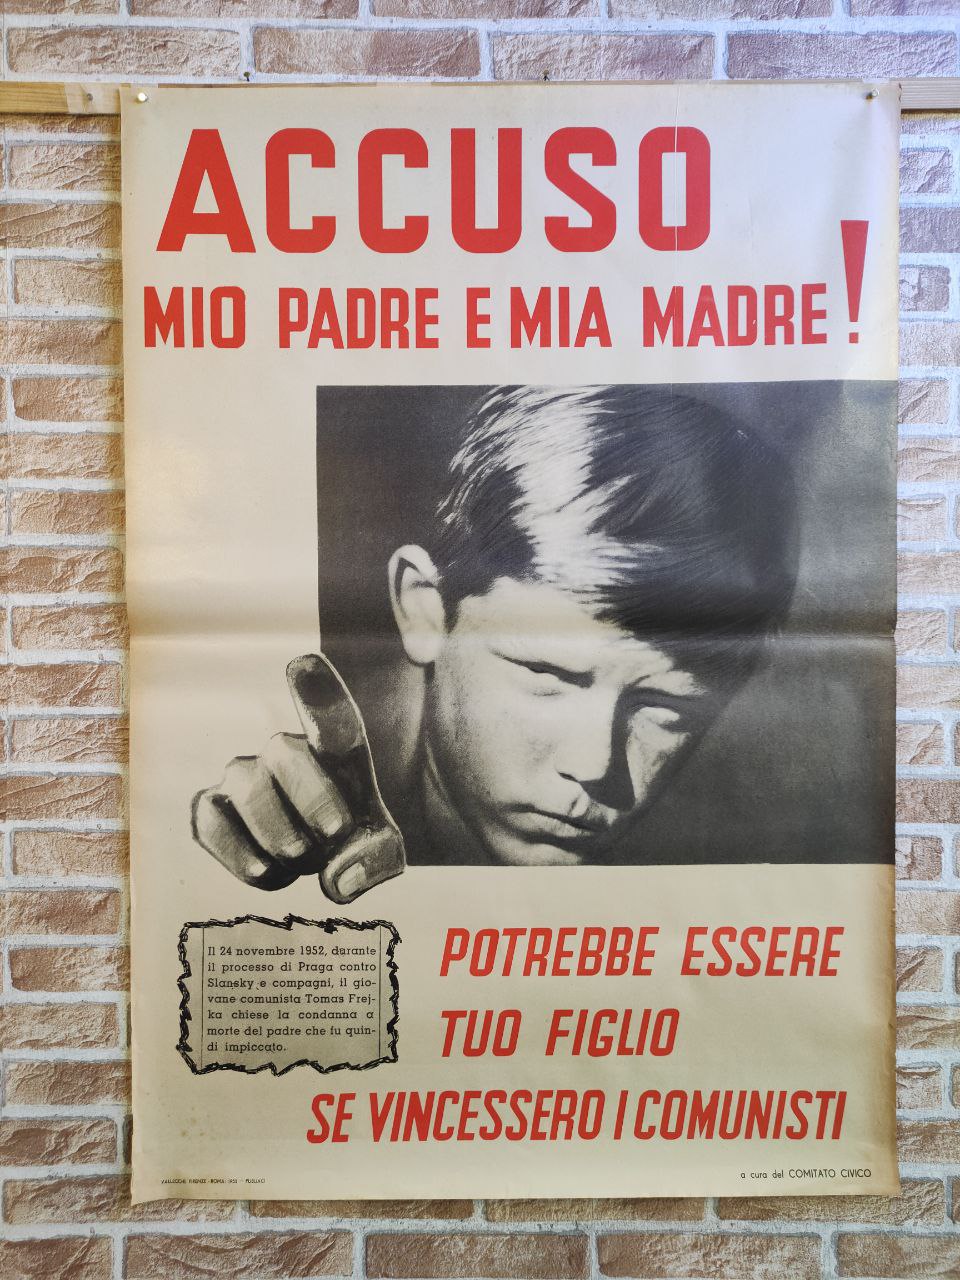 ACCUSO
MIO PADRE E MIA MADRE!
Il 24 novembre 1952, durante
il processo di Praga contro
Slansky e compagni, il gio-
vane comunista Tomas Frej-
ka chiese la condanna a
morte del padre che fu quin-
di impiccato.
POTREBBE ESSERE
TUO FIGLIO
SE VINCESSERO I COMUNISTI
a cura del COMITATO CIVICO